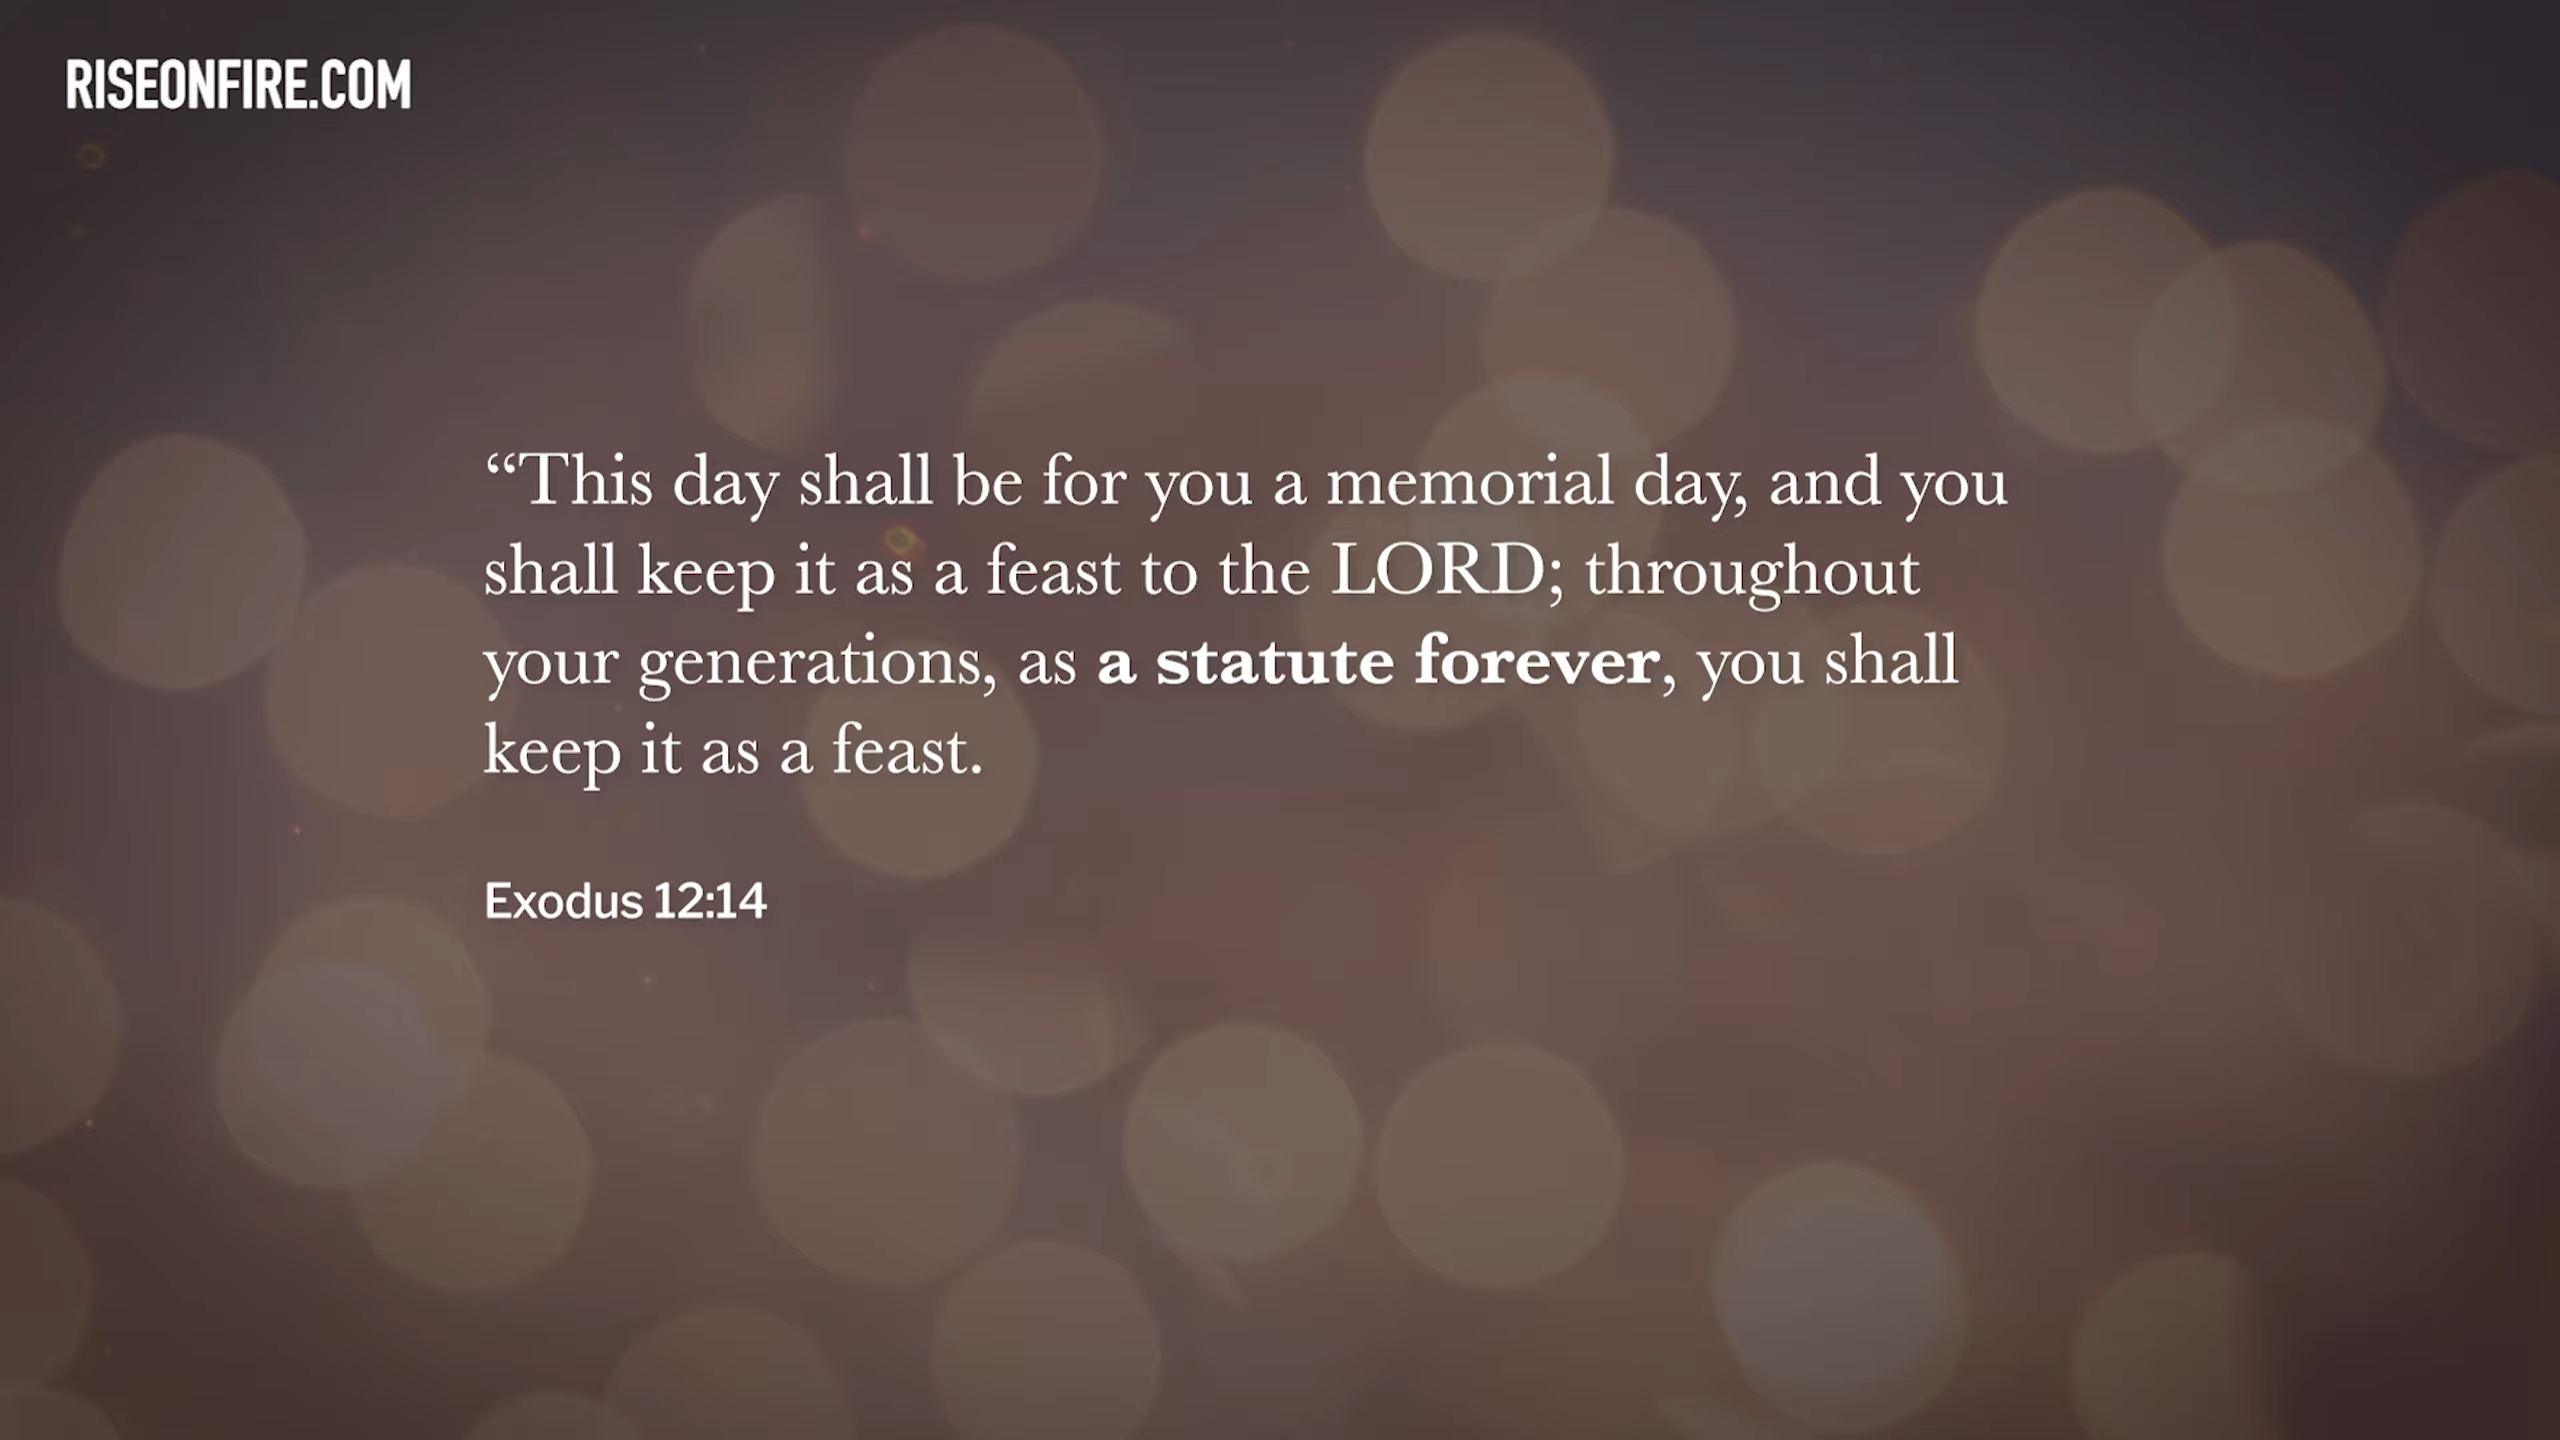 RISEONFIRE.COM
“This day shall be for you a memorial day, and you
shall keep it as a feast to the LORD; throughout
your generations, as a statute forever, you shall
keep it as a feast.
Exodus 12:14